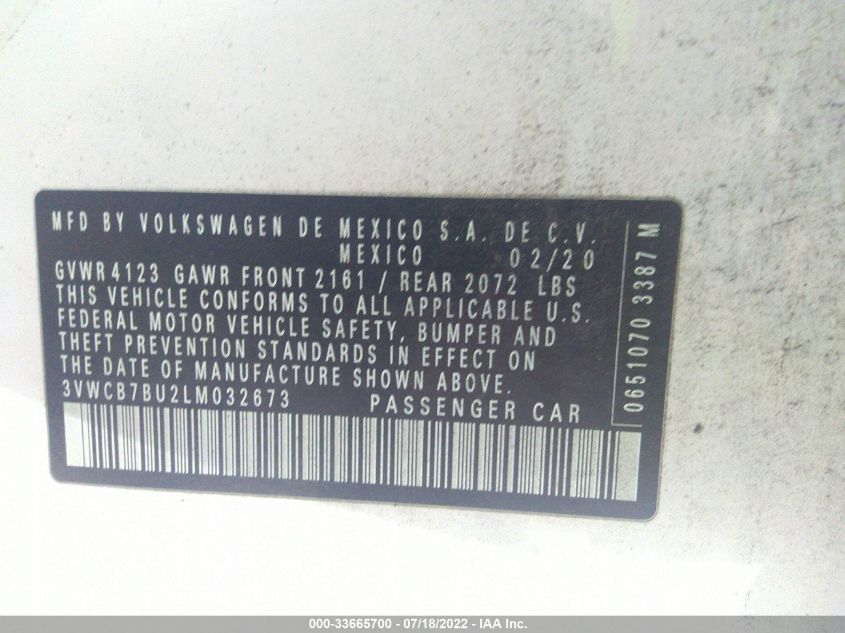 MFD BY VOLKSWAGEN DE MEXICO S.A. DE C.V.
MEXICO 02/20
GVWR 4123 GAWR FRONT 2161 / REAR 2072 LBS
THIS VEHICLE CONFORMS TO ALL APPLICABLE U.S.
FEDERAL MOTOR VEHICLE SAFETY, BUMPER AND
THEFT PREVENTION STANDARDS IN EFFECT ON
THE DATE OF MANUFACTURE SHOWN ABOVE.
3VWCB7BU2LM032673 PASSENGER CAR
0651070 3387 M
000-33665700 - 07/18/2022 - IAA Inc.